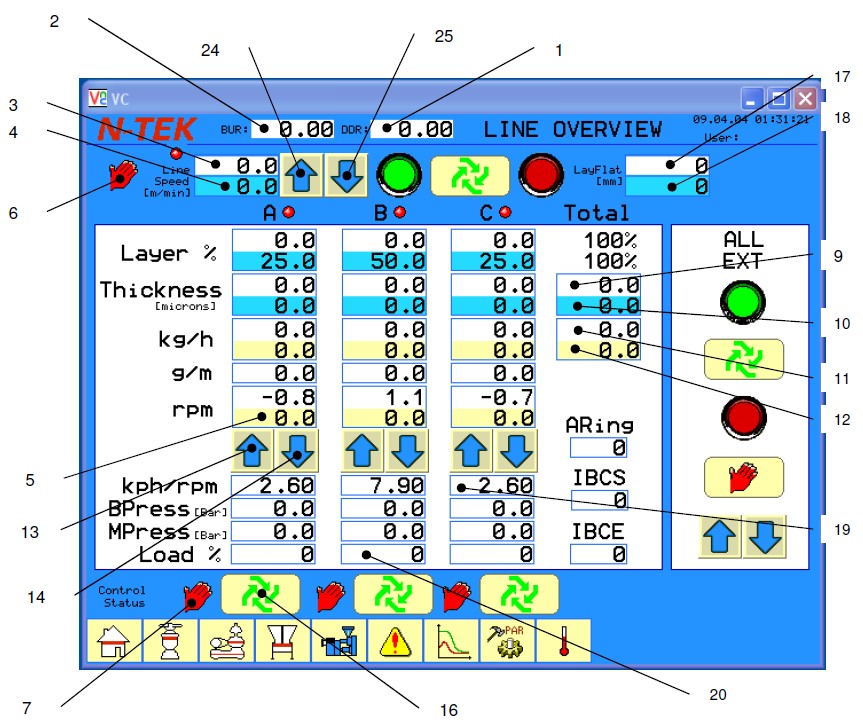 2
24
25
1
17
3
4
18
VC
N-TEK BUR: 0.00 DDR: 0.00 LINE OVERVIEW 09.04.04 01:31:21
User:
Line Speed [m/min] 0.0
0.0
LayFlat [mm] 0
0
6
A B C Total
Layer % 0.0 0.0 0.0 100%
25.0 50.0 25.0 100%
ALL
EXT
9
Thickness [microns] 0.0 0.0 0.0 0.0
0.0 0.0 0.0 0.0
10
kg/h 0.0 0.0 0.0 0.0
0.0 0.0 0.0 0.0
11
g/m 0.0 0.0 0.0
rpm -0.8 1.1 -0.7
0.0 0.0 0.0
12
ARing
0
5
kph/rpm 2.60 7.90 2.60
IBCS
0
BPress [Bar] 0.0 0.0 0.0
13
19
MPress [Bar] 0.0 0.0 0.0
IBCE
0
Load % 0 0 0
14
Control
Status
PAR
7
16
20